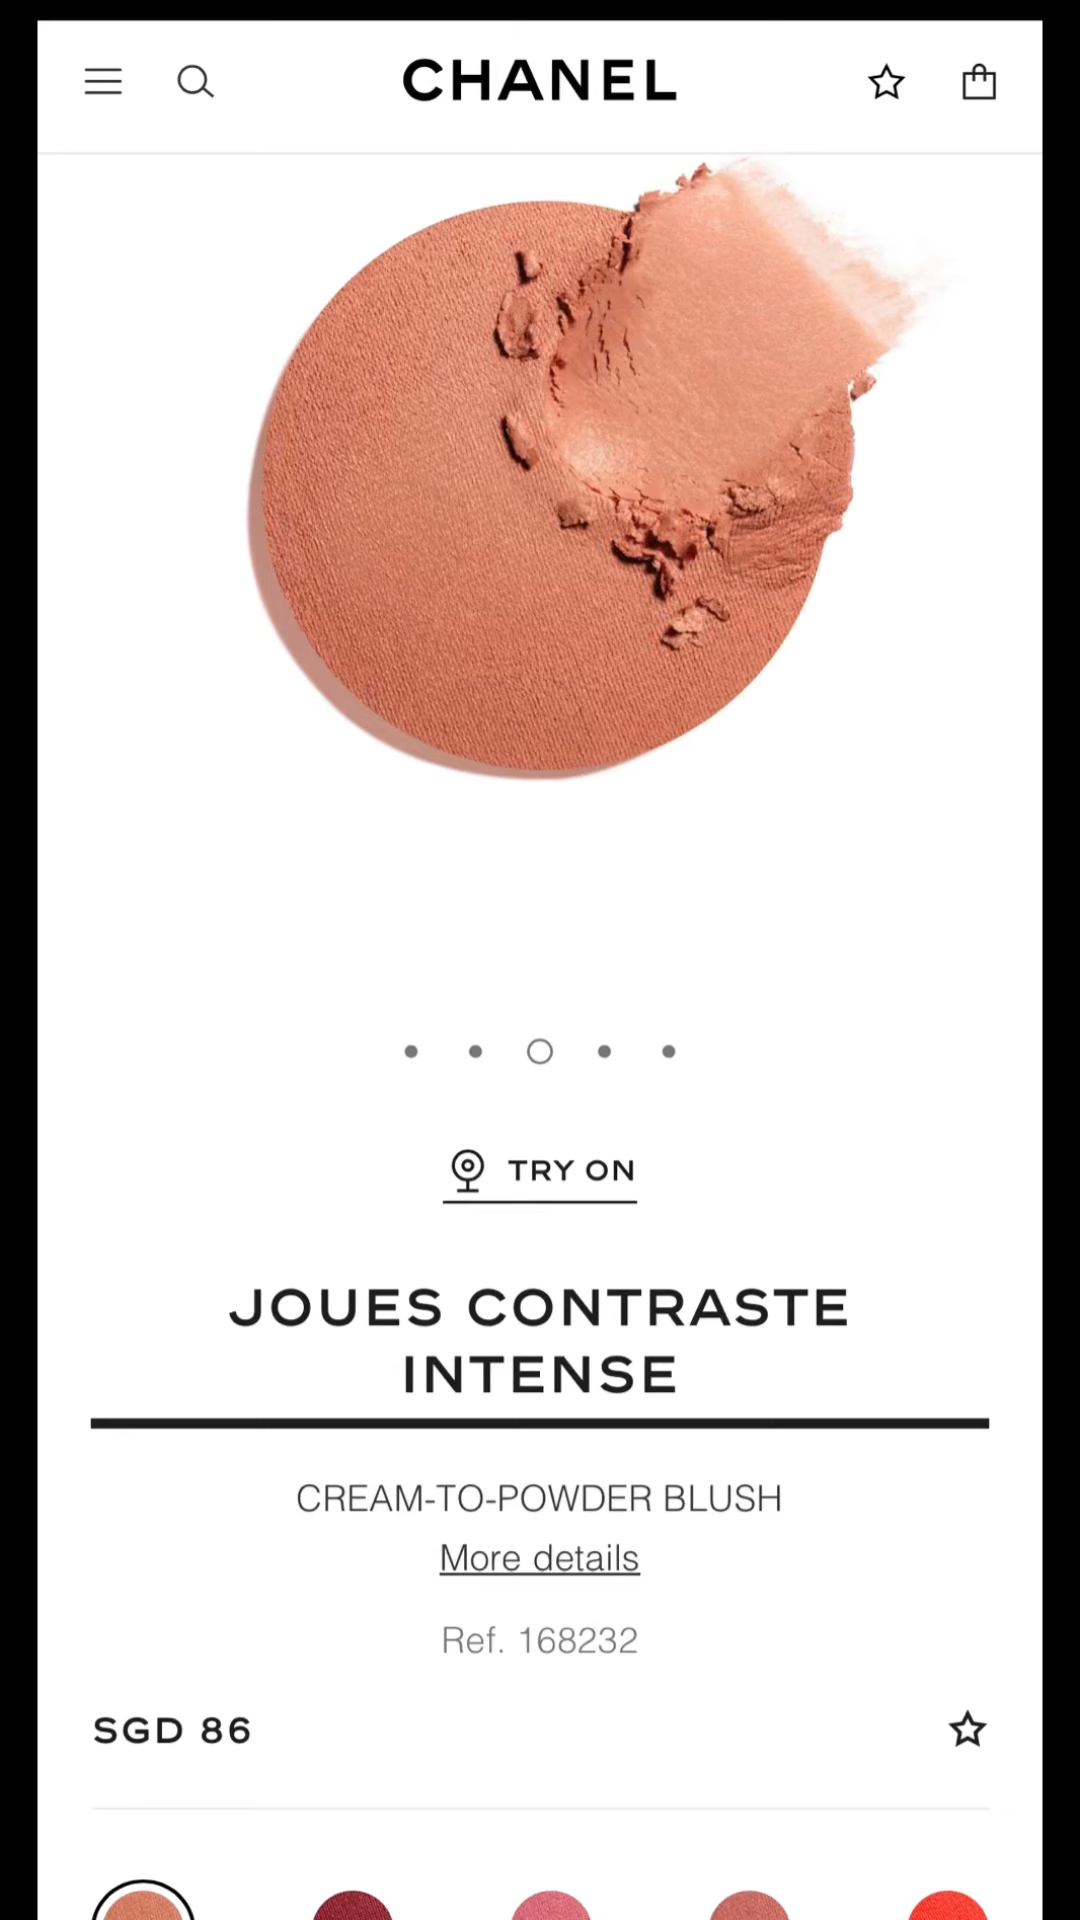 CHANEL
TRY ON
JOUES CONTRASTE
INTENSE
CREAM-TO-POWDER BLUSH
More details
Ref. 168232
SGD 86